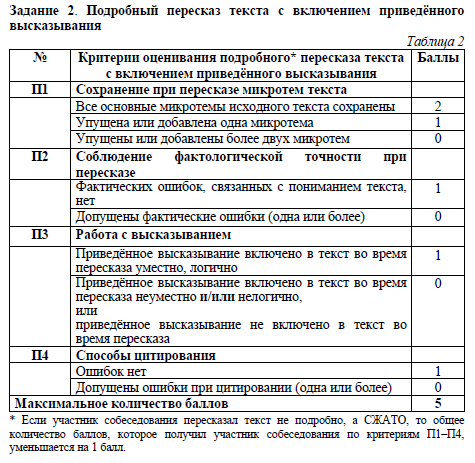 Задание 2. Подробный пересказ текста с включением приведённого
высказывания
Таблица 2
№ Критерии оценивания подробного* пересказа текста Баллы
с включением приведённого высказывания
П1 Сохранение при пересказе микротем текста
Все основные микротемы исходного текста сохранены 2
Упущена или добавлена одна микротема 1
Упущены или добавлены более двух микротем 0
П2 Соблюдение фактологической точности при
пересказе
Фактических ошибок, связанных с пониманием текста, 1
нет
Допущены фактические ошибки (одна или более) 0
П3 Работа с высказыванием
Приведённое высказывание включено в текст во время 1
пересказа уместно, логично
Приведённое высказывание включено в текст во время 0
пересказа неуместно и/или нелогично,
или
приведённое высказывание не включено в текст во
время пересказа
П4 Способы цитирования
Ошибок нет 1
Допущены ошибки при цитировании (одна или более) 0
Максимальное количество баллов 5
* Если участник собеседования пересказал текст не подробно, а СЖАТО, то общее
количество баллов, которое получил участник собеседования по критериям П1–П4,
уменьшается на 1 балл.